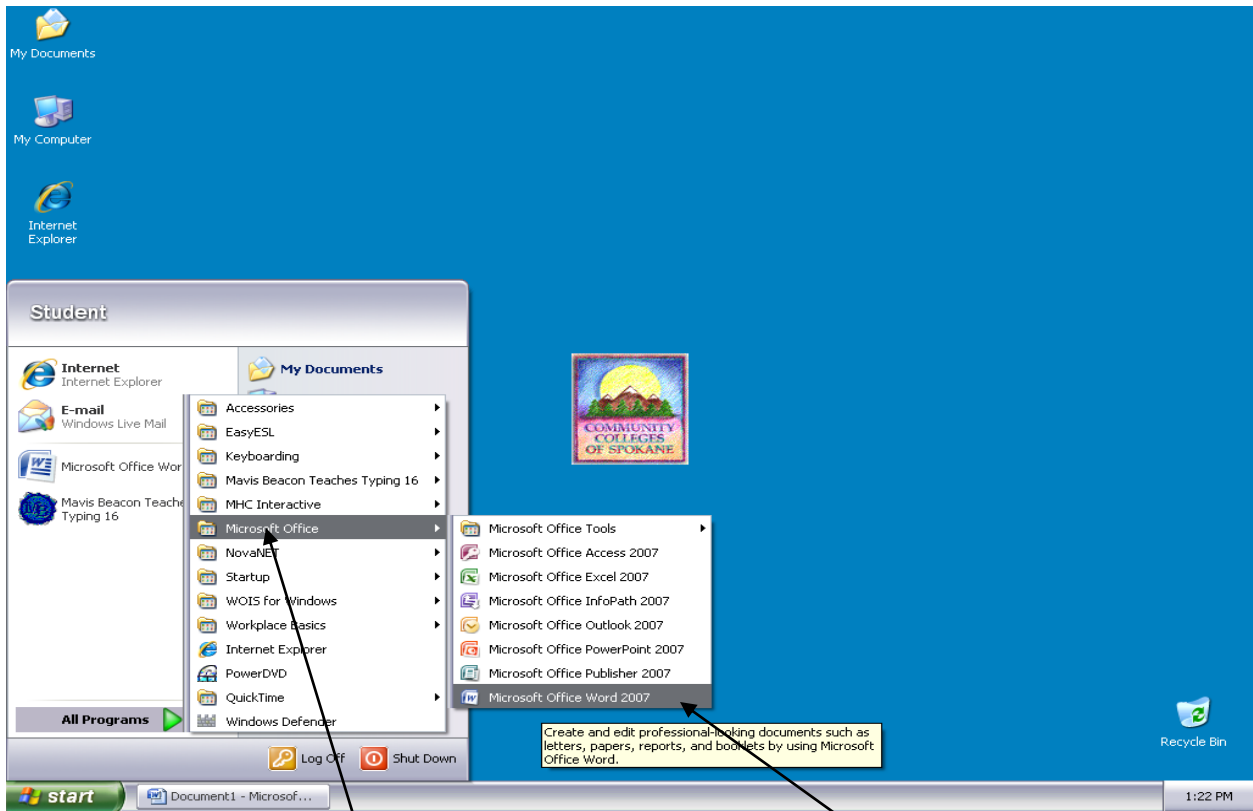 My Documents
My Computer
Internet
Explorer
Student
Internet
Internet Explorer
E-mail
Windows Live Mail
Microsoft Office Wor
Mavis Beacon Teache
Typing 16
All Programs
My Documents
Accessories
EasyESL
Keyboarding
Mavis Beacon Teaches Typing 16
MHC Interactive
Microsoft Office
NovaNET
Startup
WOIS for Windows
Workplace Basics
Internet Explorer
PowerDVD
QuickTime
Windows Defender
Microsoft Office Tools
Microsoft Office Access 2007
Microsoft Office Excel 2007
Microsoft Office InfoPath 2007
Microsoft Office Outlook 2007
Microsoft Office PowerPoint 2007
Microsoft Office Publisher 2007
Microsoft Office Word 2007
Create and edit professional-looking documents such as
letters, papers, reports, and booklets by using Microsoft
Office Word.
COMMUNITY
COLLEGES
OF SPOKANE
Recycle Bin
Log Off
Shut Down
start
Document1 - Microsof...
1:22 PM